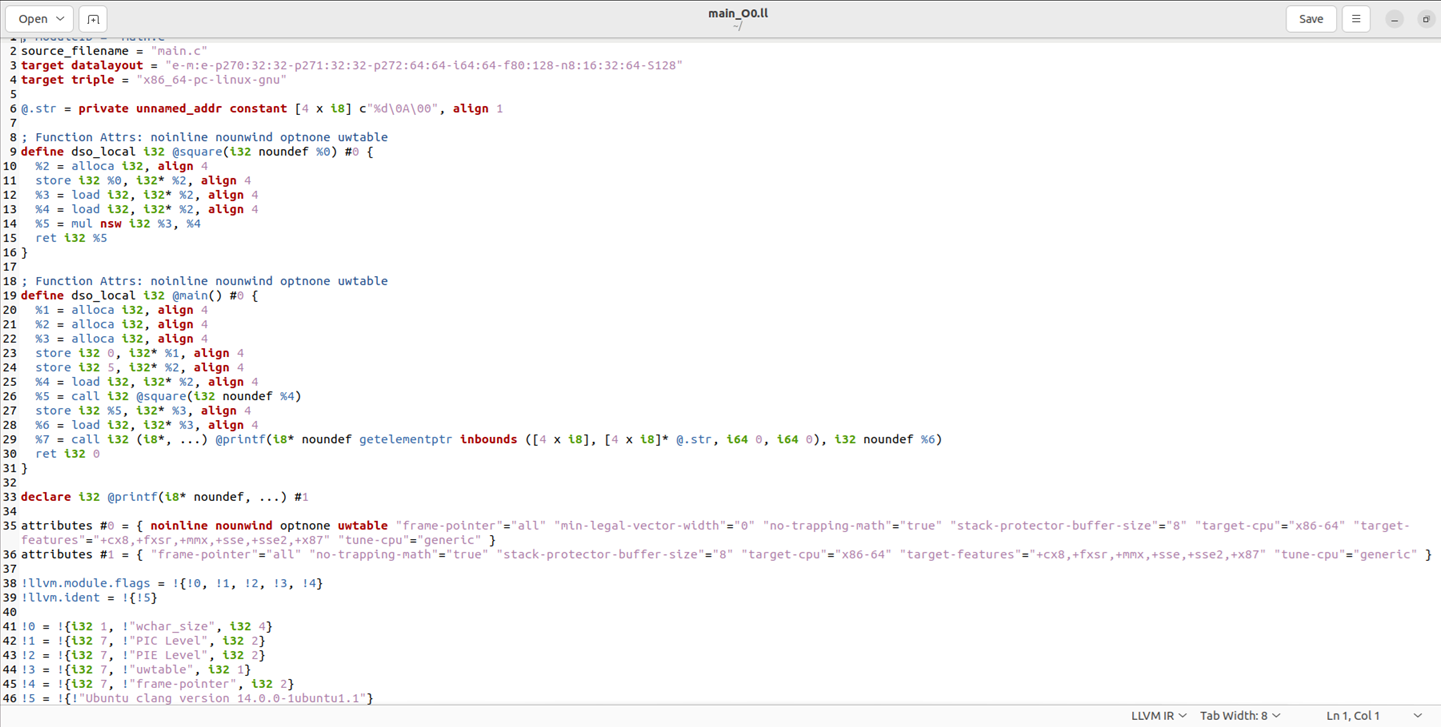 Open
main_O0.ll
~/
Save
2 source_filename = "main.c"
3 target datalayout = "e-m:e-p270:32:32-p271:32:32-p272:64:64-i64:64-f80:128-n8:16:32:64-S128"
4 target triple = "x86_64-pc-linux-gnu"
5
6 @.str = private unnamed_addr constant [4 x i8] c"%d\0A\00", align 1
7
8 ; Function Attrs: noinline nounwind optnone uwtable
9 define dso_local i32 @square(i32 noundef %0) #0 {
10   %2 = alloca i32, align 4
11   store i32 %0, i32* %2, align 4
12   %3 = load i32, i32* %2, align 4
13   %4 = load i32, i32* %2, align 4
14   %5 = mul nsw i32 %3, %4
15   ret i32 %5
16 }
17
18 ; Function Attrs: noinline nounwind optnone uwtable
19 define dso_local i32 @main() #0 {
20   %1 = alloca i32, align 4
21   %2 = alloca i32, align 4
22   %3 = alloca i32, align 4
23   store i32 0, i32* %1, align 4
24   store i32 5, i32* %2, align 4
25   %4 = load i32, i32* %2, align 4
26   %5 = call i32 @square(i32 noundef %4)
27   store i32 %5, i32* %3, align 4
28   %6 = load i32, i32* %3, align 4
29   %7 = call i32 (i8*, ...) @printf(i8* noundef getelementptr inbounds ([4 x i8], [4 x i8]* @.str, i64 0, i64 0), i32 noundef %6)
30   ret i32 0
31 }
32
33 declare i32 @printf(i8* noundef, ...) #1
34
35 attributes #0 = { noinline nounwind optnone uwtable "frame-pointer"="all" "min-legal-vector-width"="0" "no-trapping-math"="true" "stack-protector-buffer-size"="8" "target-cpu"="x86-64" "target-
features"="+cx8,+fxsr,+mmx,+sse,+sse2,+x87" "tune-cpu"="generic" }
36 attributes #1 = { "frame-pointer"="all" "no-trapping-math"="true" "stack-protector-buffer-size"="8" "target-cpu"="x86-64" "target-features"="+cx8,+fxsr,+mmx,+sse,+sse2,+x87" "tune-cpu"="generic" }
37
38 !llvm.module.flags = !{!0, !1, !2, !3, !4}
39 !llvm.ident = !{!5}
40
41 !0 = !{i32 1, !"wchar_size", i32 4}
42 !1 = !{i32 7, !"PIC Level", i32 2}
43 !2 = !{i32 7, !"PIE Level", i32 2}
44 !3 = !{i32 7, !"uwtable", i32 1}
45 !4 = !{i32 7, !"frame-pointer", i32 2}
46 !5 = !{!"Ubuntu clang version 14.0.0-1ubuntu1.1"}
LLVM IR Tab Width: 8 Ln 1, Col 1